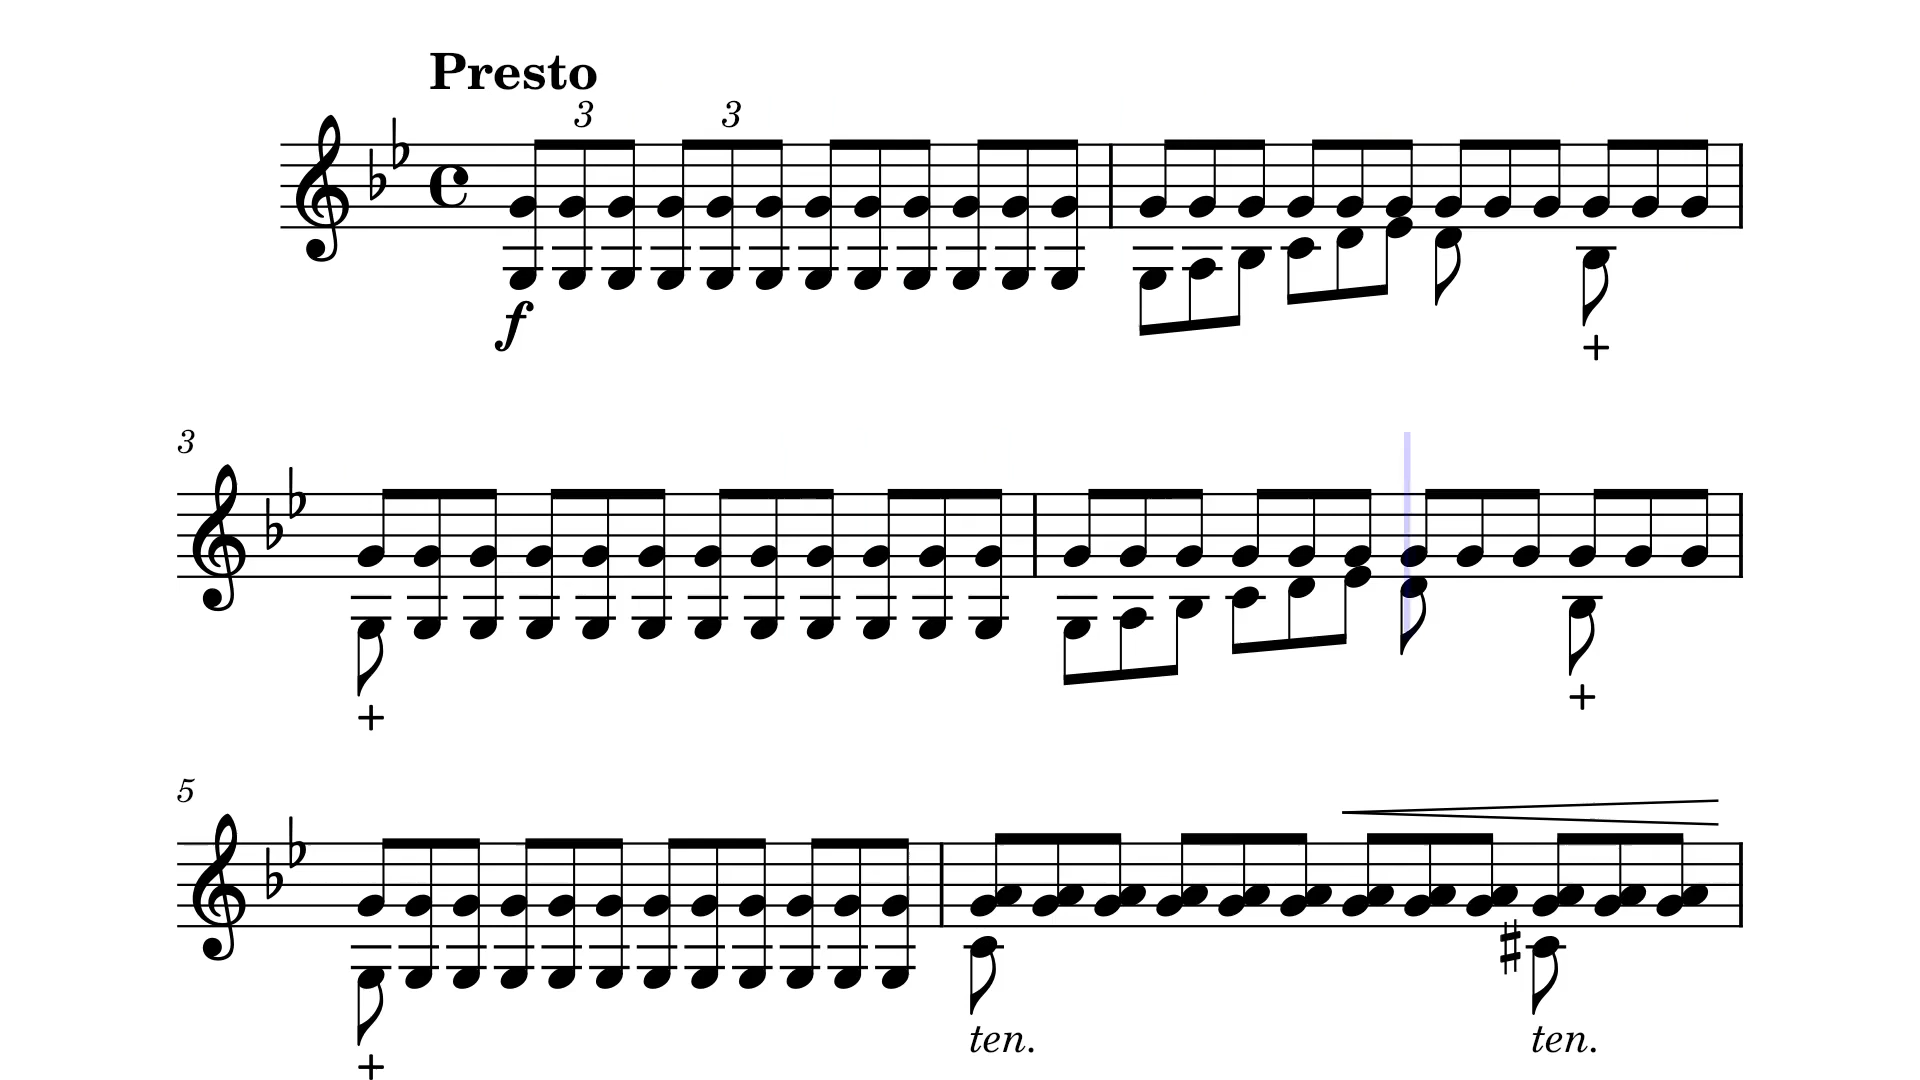 Presto
3 3
f
+
3
+ +
5
ten. ten.
+